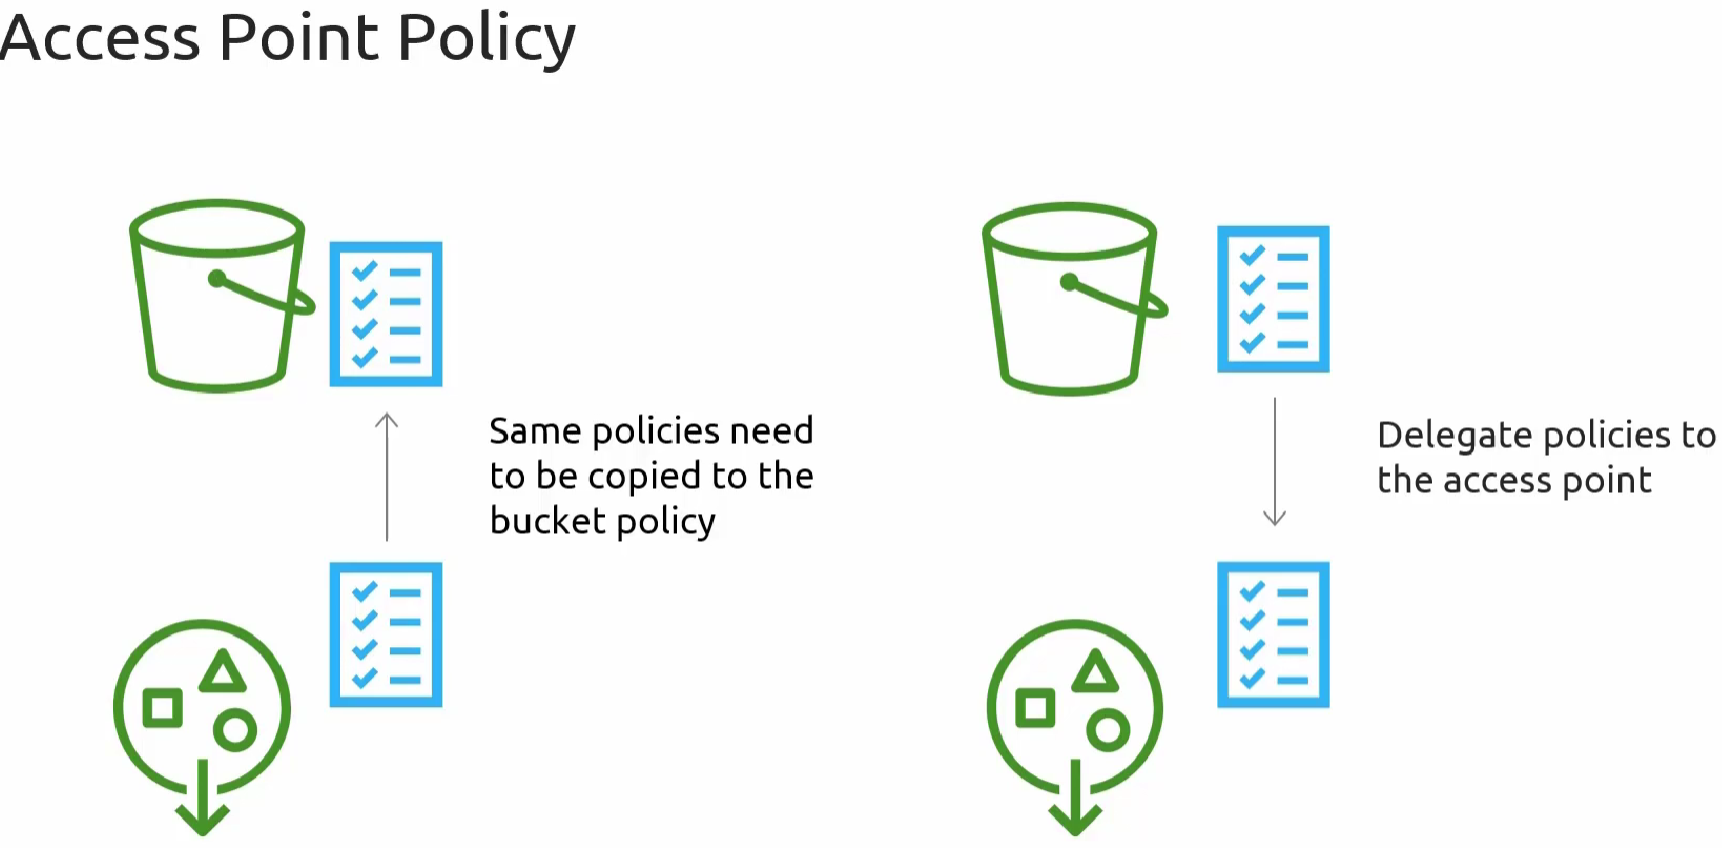 Access Point Policy
Same policies need
to be copied to the
bucket policy
Delegate policies to
the access point